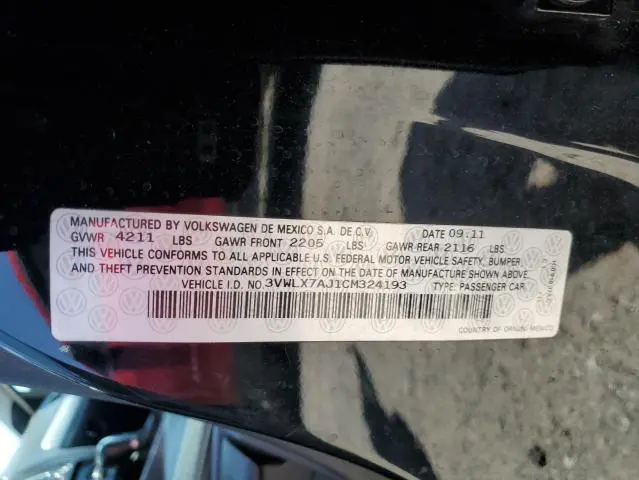 MANUFACTURED BY VOLKSWAGEN DE MEXICO S.A. DE C.V. DATE 09.11
GVWR 4211 LBS GAWR FRONT 2205 LBS GAWR-REAR 2116 LBS
THIS VEHICLE CONFORMS TO ALL APPLICABLE U.S. FEDERAL MOTOR VEHICLE SAFETY, BUMPER,
AND THEFT PREVENTION STANDARDS IN EFFECT ON THE DATE OF MANUFACTURE SHOWN ABOVE.
VEHICLE I.D. NO. 3VWLX7AJ1CM324193 TYPE: PASSENGER CAR
COUNTRY OF ORIGIN: MEXICO